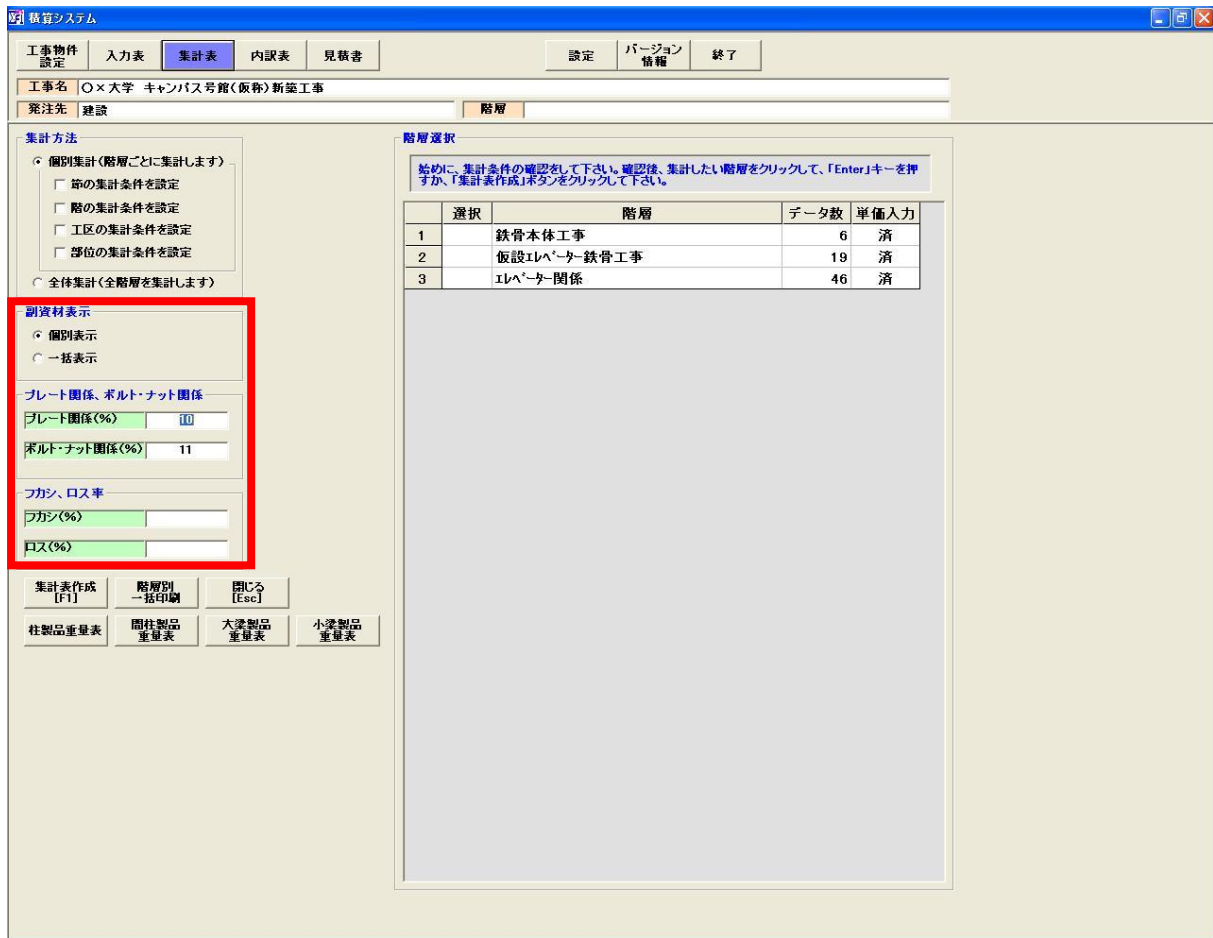 積算システム
工事物件設定 入力表 集計表 内訳表 見積書 設定 バージョン情報 終了
工事名 〇×大学 キャンパス号館(仮称)新築工事
発注先 建設 階層
集計方法
個別集計(階層ごとに集計します)
節の集計条件を設定
階の集計条件を設定
工区の集計条件を設定
部位の集計条件を設定
全体集計(全階層を集計します)
副資材表示
個別表示
一括表示
プレート関係、ボルト・ナット関係
プレート関係(%) 10
ボルト・ナット関係(%) 11
フカシ、ロス率
フカシ(%)
ロス(%)
集計表作成[F1] 階層別一括印刷 閉じる[Esc]
柱製品重量表 間柱製品重量表 大梁製品重量表 小梁製品重量表
階層選択
始めに、集計条件の確認をして下さい。確認後、集計したい階層をクリックして、「Enter」キーを押
すか、「集計表作成」ボタンをクリックして下さい。
選択 階層 データ数 単価入力
1 鉄骨本体工事 6 済
2 仮設ｴﾚﾍﾞｰﾀｰ鉄骨工事 19 済
3 ｴﾚﾍﾞｰﾀｰ関係 46 済